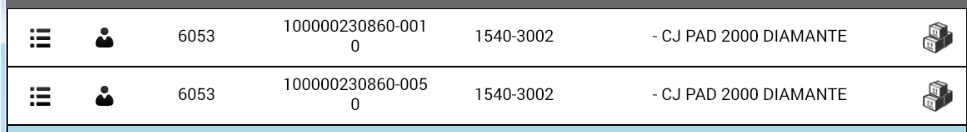 6053 100000230860-001 1540-3002 - CJ PAD 2000 DIAMANTE
0
6053 100000230860-005 1540-3002 - CJ PAD 2000 DIAMANTE
0